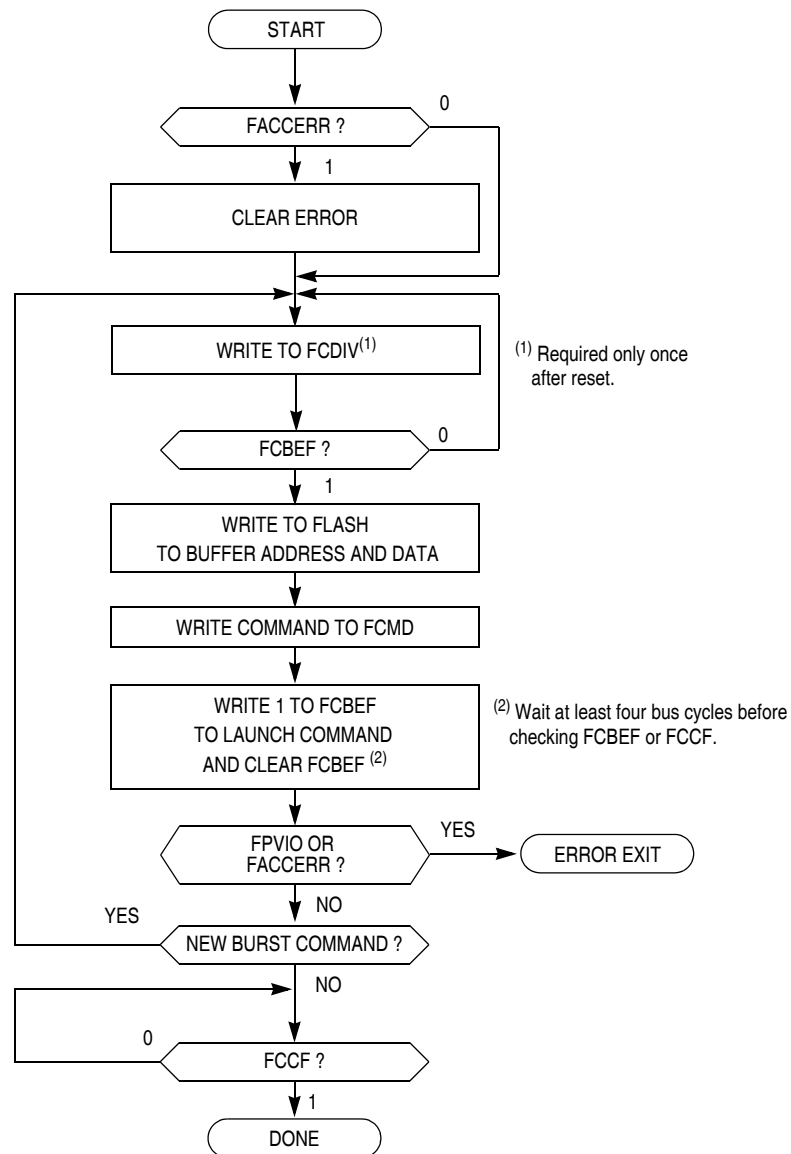 START
FACCERR ?
0
1
CLEAR ERROR
WRITE TO FCDIV(1)
(1) Required only once
after reset.
FCBEF ?
0
1
WRITE TO FLASH
TO BUFFER ADDRESS AND DATA
WRITE COMMAND TO FCMD
WRITE 1 TO FCBEF
TO LAUNCH COMMAND
AND CLEAR FCBEF (2)
(2) Wait at least four bus cycles before
checking FCBEF or FCCF.
FPVIO OR
FACCERR ?
YES
ERROR EXIT
NO
YES
NEW BURST COMMAND ?
NO
0
FCCF ?
1
DONE